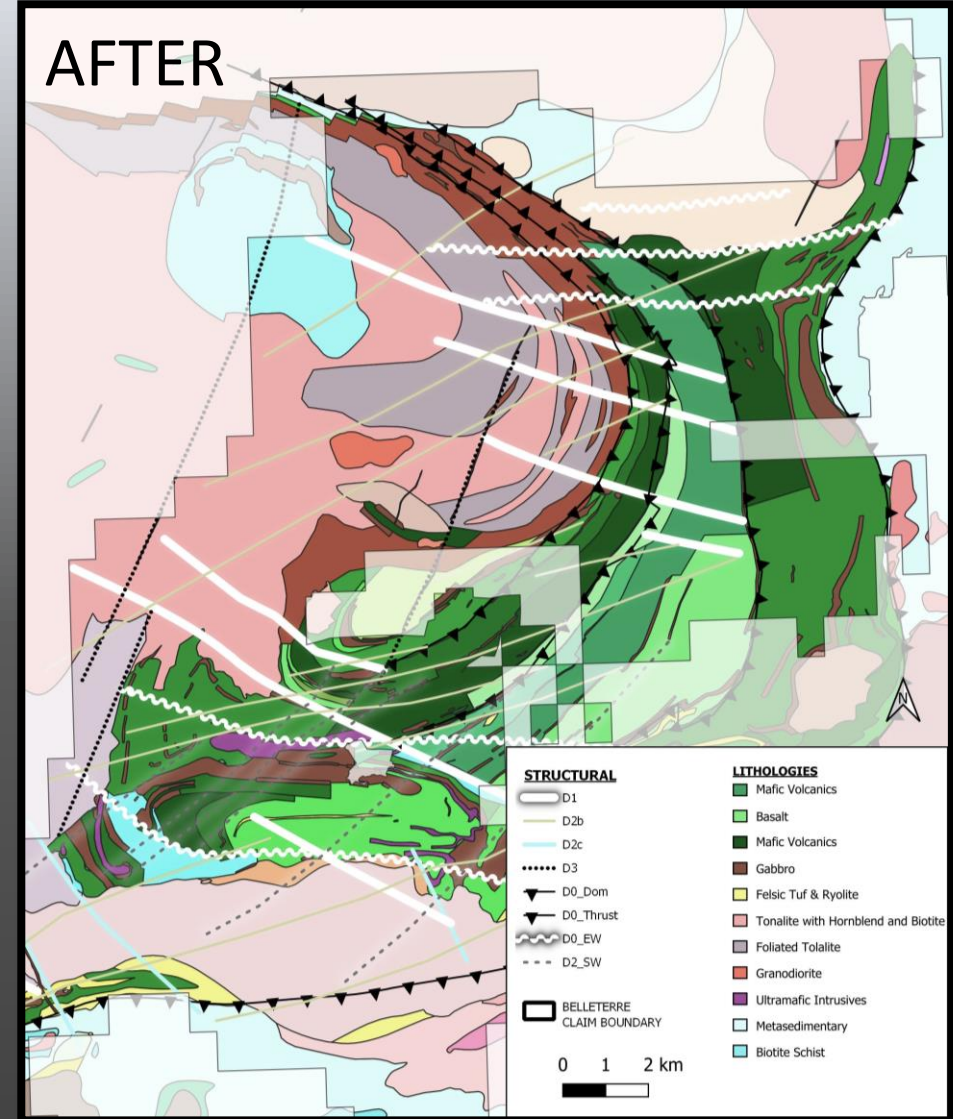 AFTER
N
STRUCTURAL
D1
D2b
D2c
D3
D0_Dom
D0_Thrust
D0_EW
D2_SW
BELLETERRE
CLAIM BOUNDARY
0 1 2 km
LITHOLOGIES
Mafic Volcanics
Basalt
Mafic Volcanics
Gabbro
Felsic Tuf & Ryolite
Tonalite with Hornblend and Biotite
Foliated Tolalite
Granodiorite
Ultramafic Intrusives
Metasedimentary
Biotite Schist